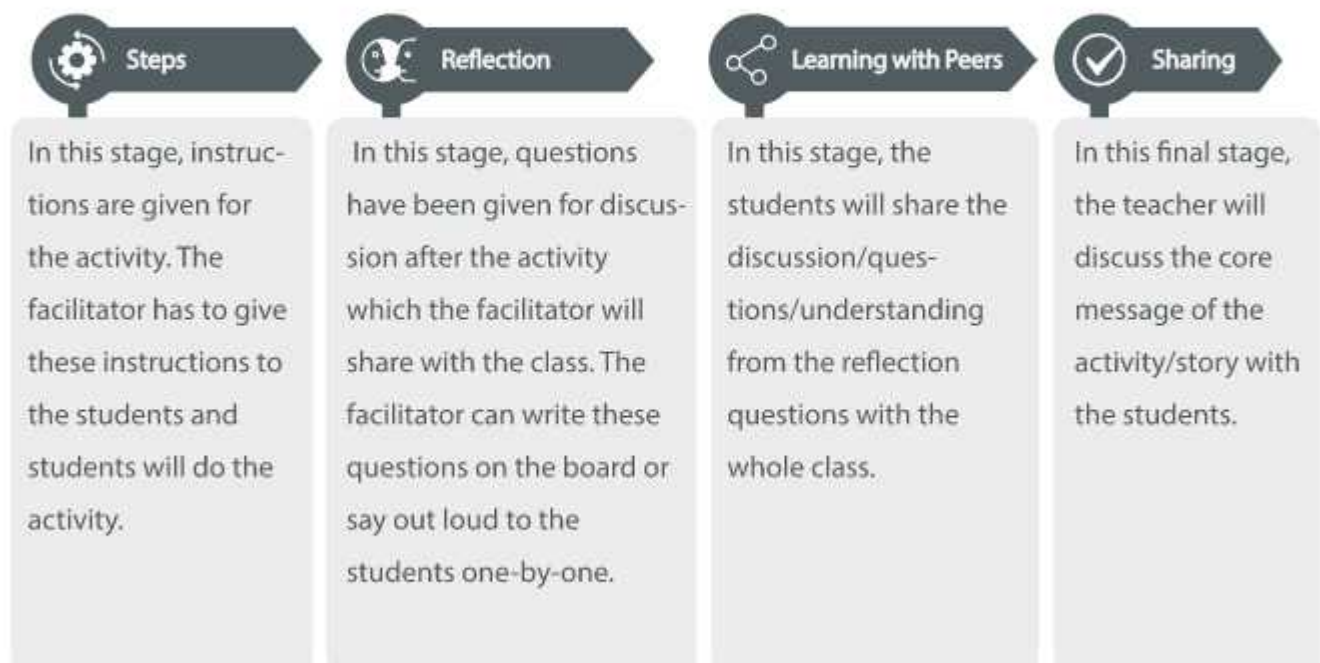 Steps
In this stage, instruc-
tions are given for
the activity. The
facilitator has to give
these instructions to
the students and
students will do the
activity.
Reflection
In this stage, questions
have been given for discus-
sion after the activity
which the facilitator will
share with the class. The
facilitator can write these
questions on the board or
say out loud to the
students one-by-one.
Learning with Peers
In this stage, the
students will share the
discussion/ques-
tions/understanding
from the reflection
questions with the
whole class.
Sharing
In this final stage,
the teacher will
discuss the core
message of the
activity/story with
the students.